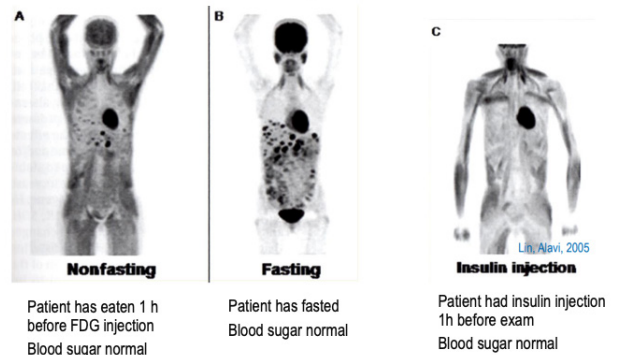 A
B
C
Nonfasting
Fasting
Lin, Alavi, 2005
Insulin injection
Patient has eaten 1 h
before FDG injection
Blood sugar normal
Patient has fasted
Blood sugar normal
Patient had insulin injection
1h before exam
Blood sugar normal